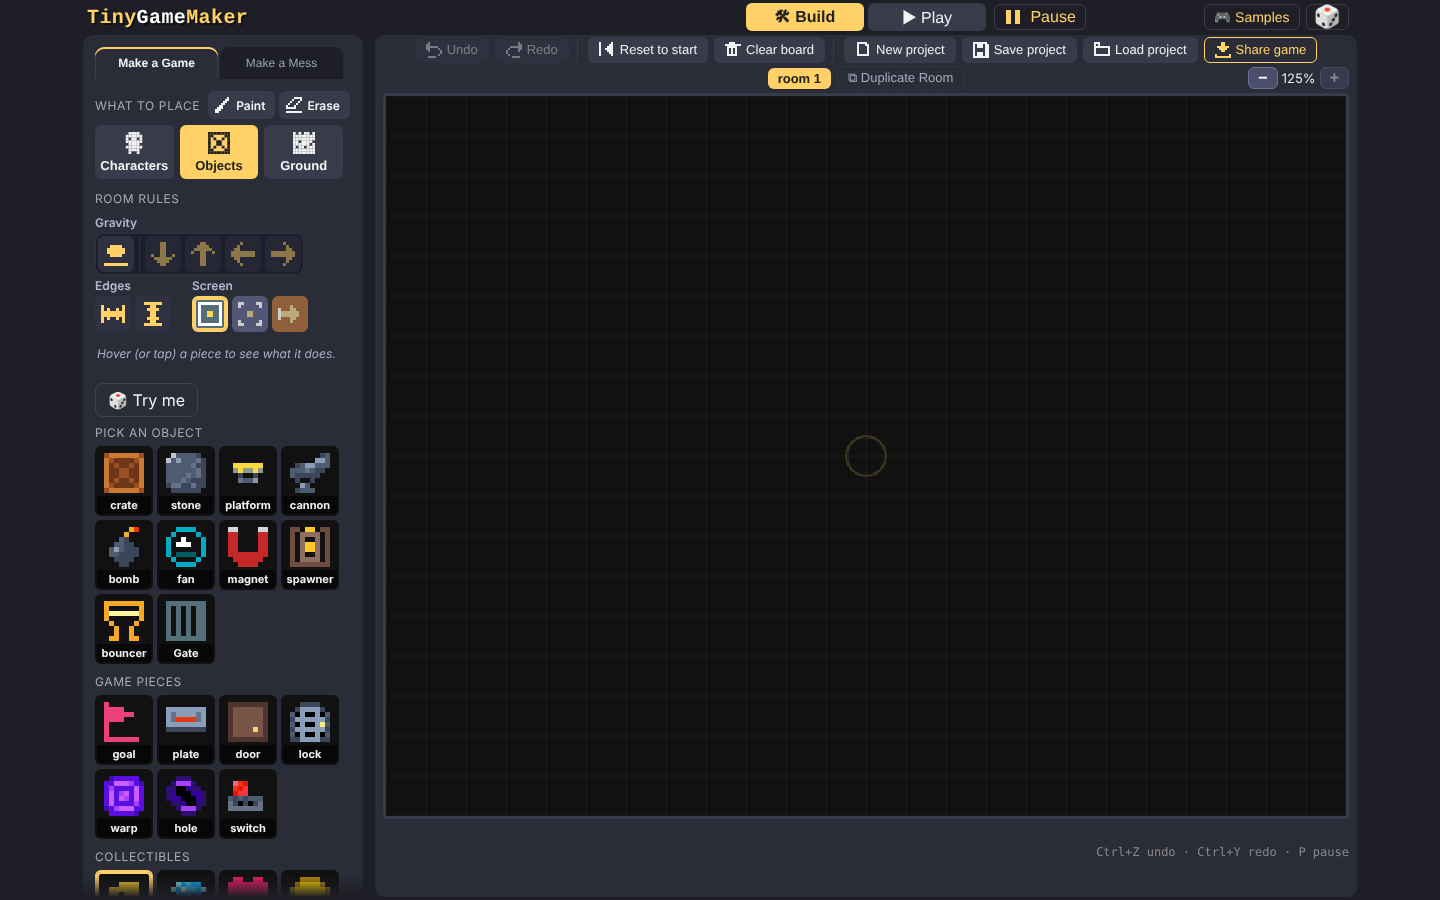 TinyGameMaker
🛠 Build
▶ Play
Pause
🎮 Samples
Make a Game
Make a Mess
Undo
Redo
Reset to start
Clear board
New project
Save project
Load project
Share game
room 1
Duplicate Room
− 125% +
WHAT TO PLACE
Paint
Erase
Characters
Objects
Ground
ROOM RULES
Gravity
Edges
Screen
Hover (or tap) a piece to see what it does.
Try me
PICK AN OBJECT
crate
stone
platform
cannon
bomb
fan
magnet
spawner
bouncer
Gate
GAME PIECES
goal
plate
door
lock
warp
hole
switch
COLLECTIBLES
Ctrl+Z undo · Ctrl+Y redo · P pause